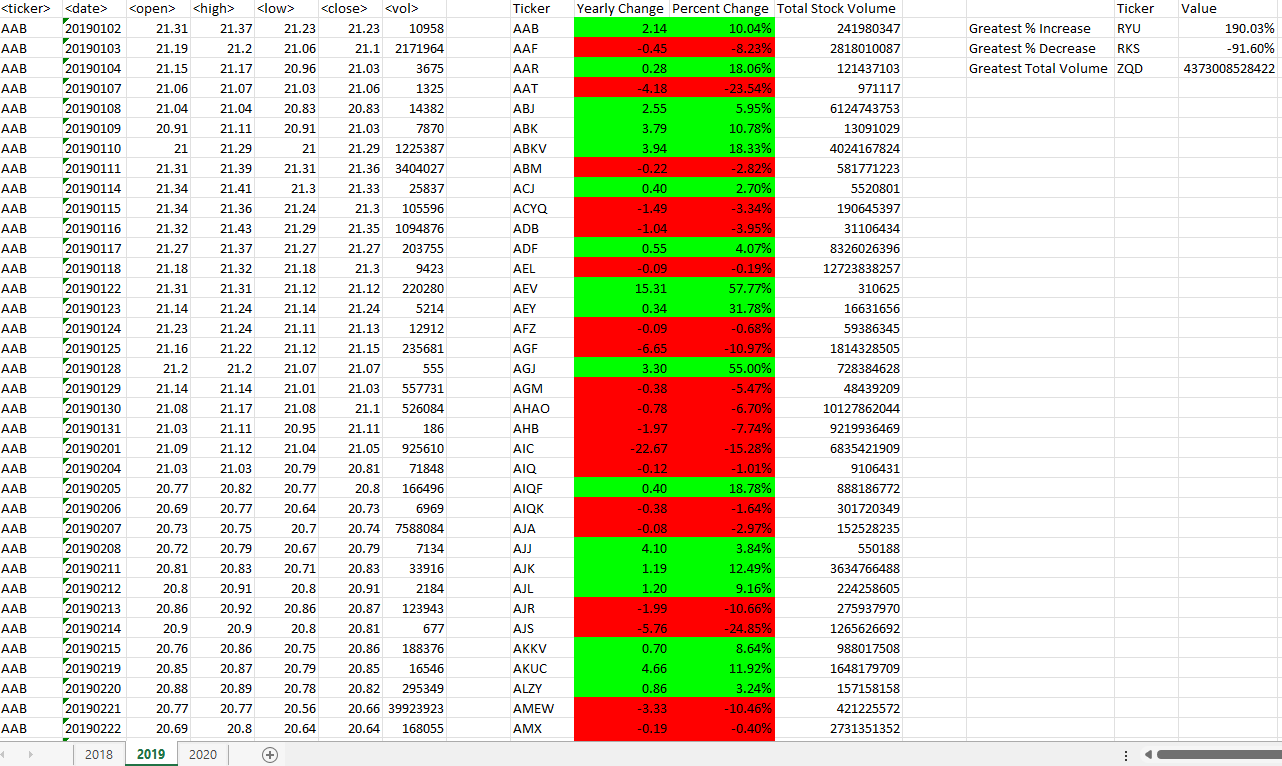 <ticker> <date> <open> <high> <low> <close> <vol> Ticker Yearly Change Percent Change Total Stock Volume Ticker Value
AAB 20190102 21.31 21.37 21.23 21.23 10958 AAB 2.14 10.04% 241980347 Greatest % Increase RYU 190.03%
AAB 20190103 21.19 21.2 21.06 21.1 2171964 AAF -0.45 -8.23% 2818010087 Greatest % Decrease RKS -91.60%
AAB 20190104 21.15 21.17 20.96 21.03 3675 AAR 0.28 18.06% 121437103 Greatest Total Volume ZQD 4373008528422
AAB 20190107 21.06 21.07 21.03 21.06 1325 AAT -4.18 -23.54% 971117
AAB 20190108 21.04 21.04 20.83 20.83 14382 ABJ 2.55 5.95% 6124743753
AAB 20190109 20.91 21.11 20.91 21.03 7870 ABK 3.79 10.78% 13091029
AAB 20190110 21 21.29 21 21.29 1225387 ABKV 3.94 18.33% 4024167824
AAB 20190111 21.31 21.39 21.31 21.36 3404027 ABM -0.22 -2.82% 581771223
AAB 20190114 21.34 21.41 21.3 21.33 25837 ACJ 0.40 2.70% 5520801
AAB 20190115 21.34 21.36 21.24 21.3 105596 ACYQ -1.49 -3.34% 190645397
AAB 20190116 21.32 21.43 21.29 21.35 1094876 ADB -1.04 -3.95% 31106434
AAB 20190117 21.27 21.37 21.27 21.27 203755 ADF 0.55 4.07% 8326026396
AAB 20190118 21.18 21.32 21.18 21.3 9423 AEL -0.09 -0.19% 12723838257
AAB 20190122 21.31 21.31 21.12 21.12 220280 AEV 15.31 57.77% 310625
AAB 20190123 21.14 21.24 21.14 21.24 5214 AEY 0.34 31.78% 16631656
AAB 20190124 21.23 21.24 21.11 21.13 12912 AFZ -0.09 -0.68% 59386345
AAB 20190125 21.16 21.22 21.12 21.15 235681 AGF -6.65 -10.97% 1814328505
AAB 20190128 21.2 21.2 21.07 21.07 555 AGJ 3.30 55.00% 728384628
AAB 20190129 21.14 21.14 21.01 21.03 557731 AGM -0.38 -5.47% 48439209
AAB 20190130 21.08 21.17 21.08 21.1 526084 AHAO -0.78 -6.70% 10127862044
AAB 20190131 21.03 21.11 20.95 21.11 186 AHB -1.97 -7.74% 9219936469
AAB 20190201 21.09 21.12 21.04 21.05 925610 AIC -22.67 -15.28% 6835421909
AAB 20190204 21.03 21.03 20.79 20.81 71848 AIQ -0.12 -1.01% 9106431
AAB 20190205 20.77 20.82 20.77 20.8 166496 AIQF 0.40 18.78% 888186772
AAB 20190206 20.69 20.77 20.64 20.73 6969 AIQK -0.38 -1.64% 301720349
AAB 20190207 20.73 20.75 20.7 20.74 7588084 AJA -0.08 -2.97% 152528235
AAB 20190208 20.72 20.79 20.67 20.79 7134 AJJ 4.10 3.84% 550188
AAB 20190211 20.81 20.83 20.71 20.83 33916 AJK 1.19 12.49% 3634766488
AAB 20190212 20.8 20.91 20.8 20.91 2184 AJL 1.20 9.16% 224258605
AAB 20190213 20.86 20.92 20.86 20.87 123943 AJR -1.99 -10.66% 275937970
AAB 20190214 20.9 20.9 20.8 20.81 677 AJS -5.76 -24.85% 1265626692
AAB 20190215 20.76 20.86 20.75 20.86 188376 AKKV 0.70 8.64% 988017508
AAB 20190219 20.85 20.87 20.79 20.85 16546 AKUC 4.66 11.92% 1648179709
AAB 20190220 20.88 20.89 20.78 20.82 295349 ALZY 0.86 3.24% 157158158
AAB 20190221 20.77 20.77 20.56 20.66 39923923 AMEW -3.33 -10.46% 421225572
AAB 20190222 20.69 20.8 20.64 20.64 168055 AMX -0.19 -0.40% 2731351352
2018 2019 2020